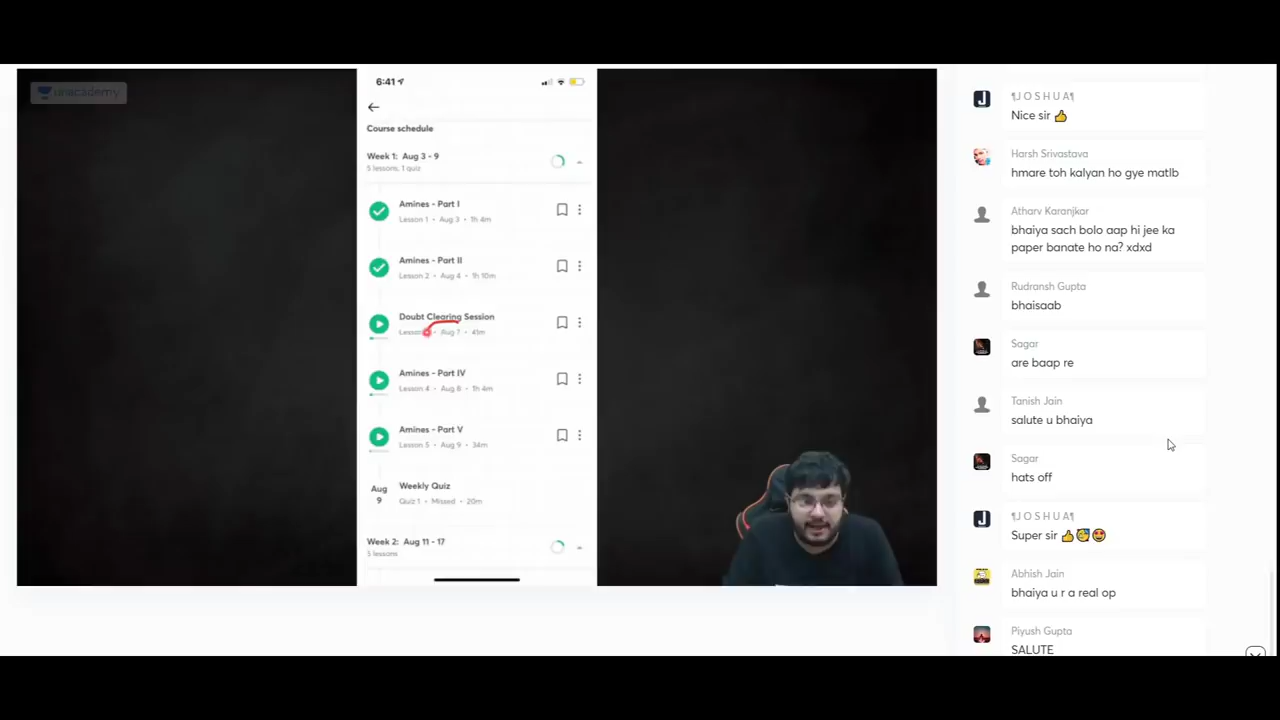 unacademy
6:41
Course schedule
Week 1: Aug 3 - 9
5 lessons, 1 quiz
Amines - Part I
Lesson 1 • Aug 3 • 1h 4m
Amines - Part II
Lesson 2 • Aug 4 • 1h 10m
Doubt Clearing Session
Aug 7 • 41m
Amines - Part IV
Lesson 4 • Aug 8 • 1h 4m
Amines - Part V
Lesson 5 • Aug 9 • 34m
Aug
9
Weekly Quiz
Quiz 1 • Missed • 20m
Week 2: Aug 11 - 17
5 lessons
¶J O S H U A¶
Nice sir 👍
Harsh Srivastava
hmare toh kalyan ho gye matlb
Atharv Karanjkar
bhaiya sach bolo aap hi jee ka
paper banate ho na? xdxd
Rudransh Gupta
bhaisaab
Sagar
are baap re
Tanish Jain
salute u bhaiya
Sagar
hats off
¶J O S H U A¶
Super sir 👍🥳😍
Abhish Jain
bhaiya u r a real op
Piyush Gupta
SALUTE